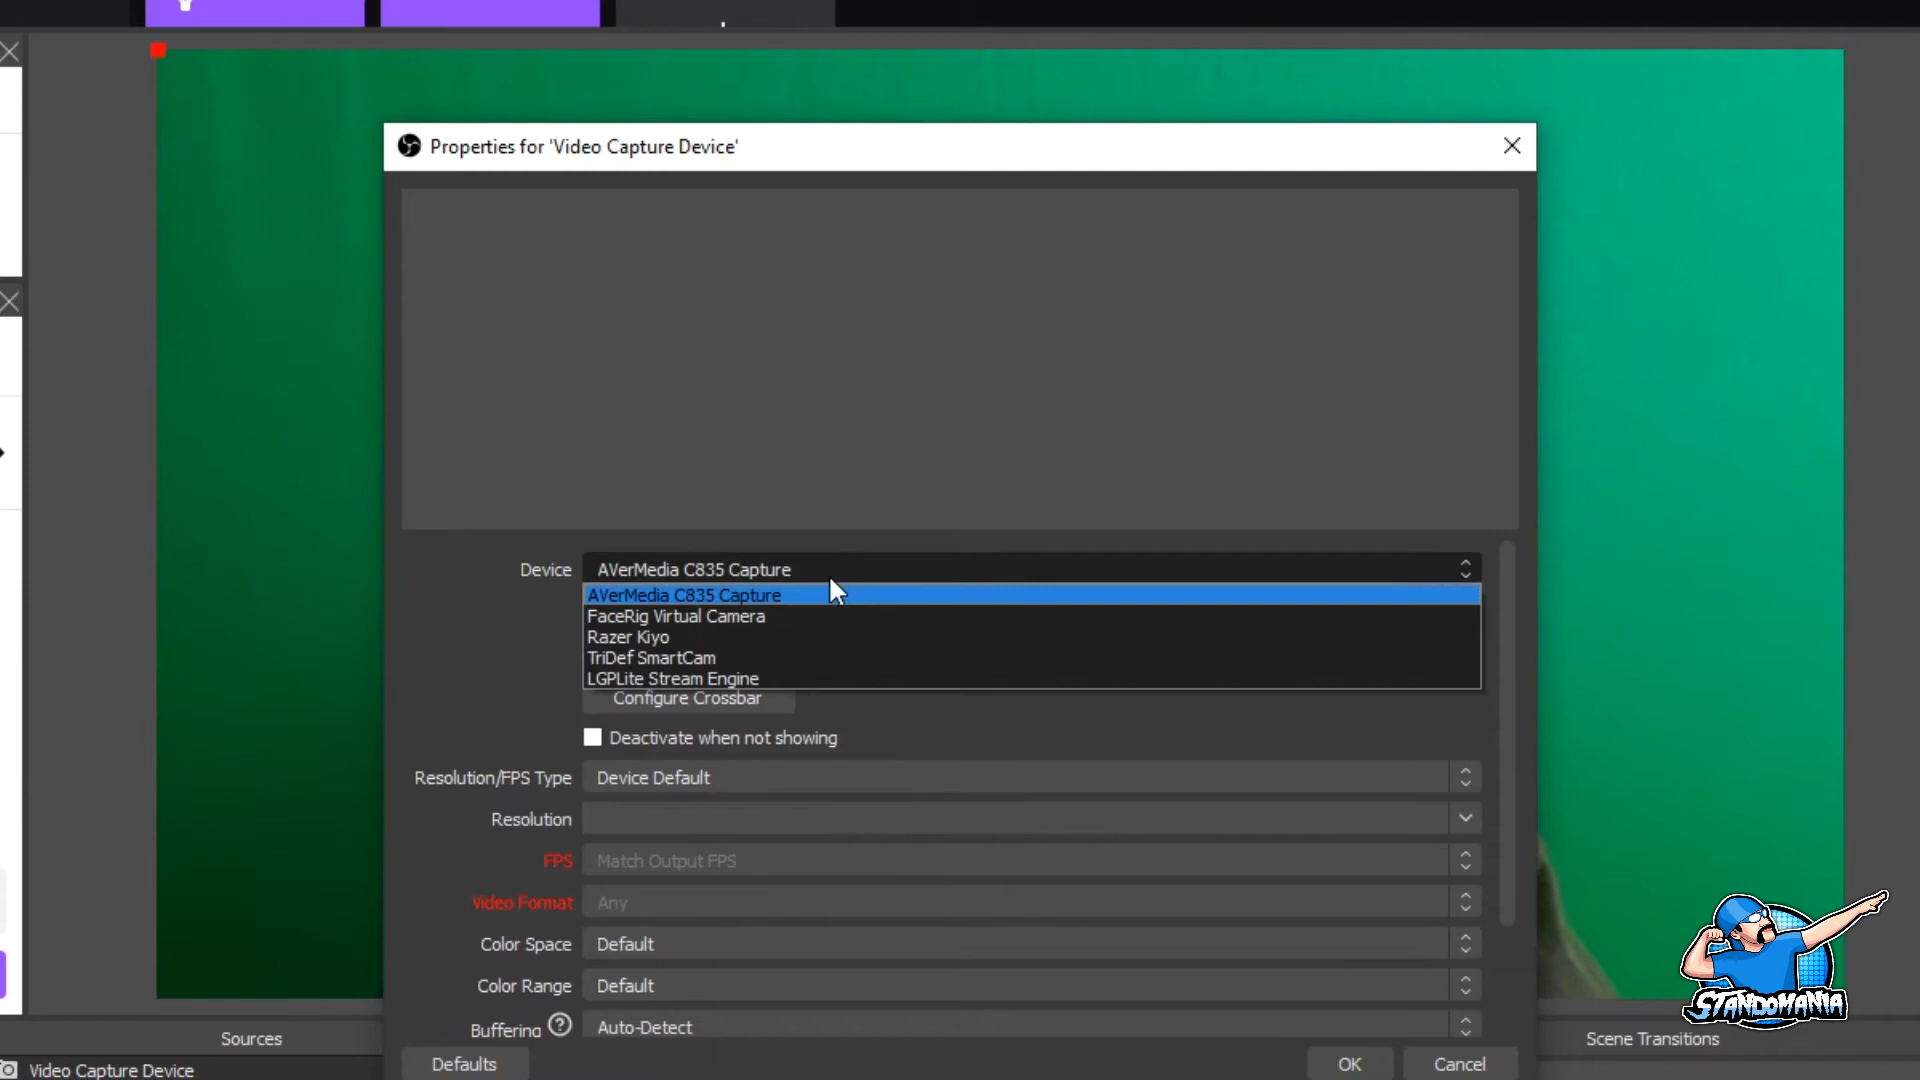 Properties for 'Video Capture Device'
Device
AVerMedia C835 Capture
AVerMedia C835 Capture
FaceRig Virtual Camera
Razer Kiyo
TriDef SmartCam
LGPLite Stream Engine
Configure Crossbar
Deactivate when not showing
Resolution/FPS Type
Device Default
Resolution
FPS
Match Output FPS
Video Format
Any
Color Space
Default
Color Range
Default
Buffering
?
Auto-Detect
Defaults
OK
Cancel
Sources
Scene Transitions
Video Capture Device
STANDOMANIA